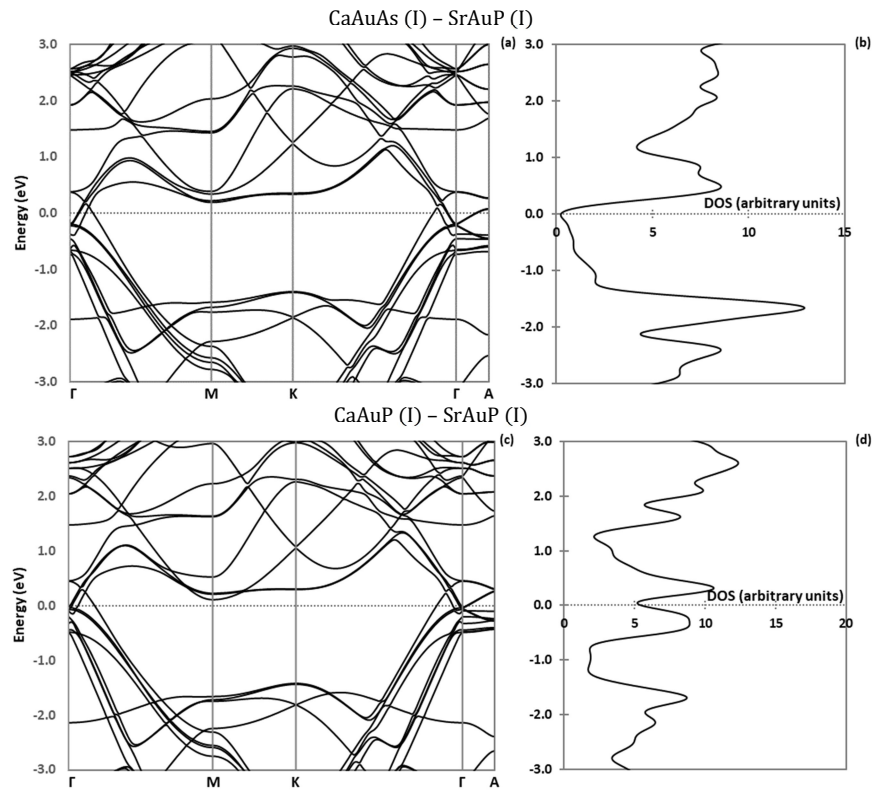 CaAuAs (I) – SrAuP (I)
3.0 (a) 3.0 (b)
2.0 2.0
1.0 1.0
DOS (arbitrary units)
Energy (eV)
0.0 0.0
0 5 10 15
-1.0 -1.0
-2.0 -2.0
-3.0 -3.0
Γ M K Γ A
CaAuP (I) – SrAuP (I)
3.0 (c) 3.0 (d)
2.0 2.0
1.0 1.0
DOS (arbitrary units)
Energy (eV)
0.0 0.0
0 5 10 15 20
-1.0 -1.0
-2.0 -2.0
-3.0 -3.0
Γ M K Γ A